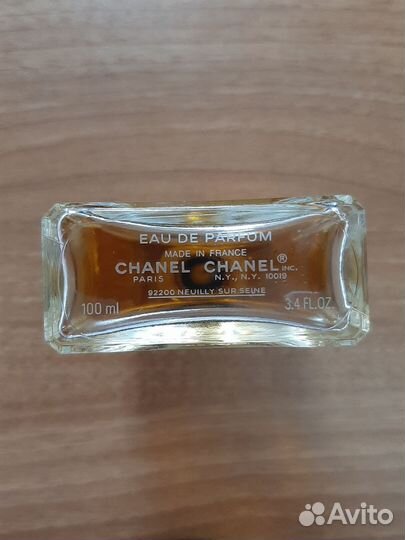 EAU DE PARFUM
MADE IN FRANCE
CHANEL CHANEL® INC.
PARIS N.Y., N.Y. 10019
100 ml 3.4 FL.OZ.
92200 NEUILLY SUR SEINE
Avito